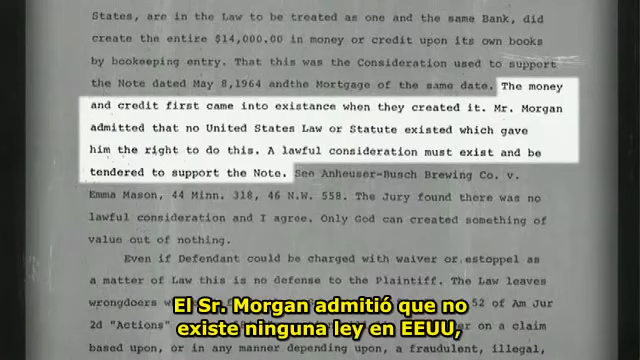 States, are in the Law to be treated as one and the same Bank, did
create the entire $14,000.00 in money or credit upon its own books
by bookeeping entry. That this was the Consideration used to support
the Note dated May 8,1964 andthe Mortgage of the same date. The money
and credit first came into existance when they created it. Mr. Morgan
admitted that no United States Law or Statute existed which gave
him the right to do this. A lawful consideration must exist and be
tendered to support the Note. See Anheuser-Busch Brewing Co. v.
Emma Mason, 44 Minn. 318, 46 N.W. 558. The Jury found there was no
lawful consideration and I agree. Only God can created something of
value out of nothing.
Even if Defendant could be charged with waiver or estoppel as
a matter of Law this is no defense to the Plaintiff. The Law leaves
wrongdoers 52 of Am Jur
2d "Actions" on a claim
based upon, or in any manner depending upon, a fraudulent, illegal,
El Sr. Morgan admitió que no
existe ninguna ley en EEUU,